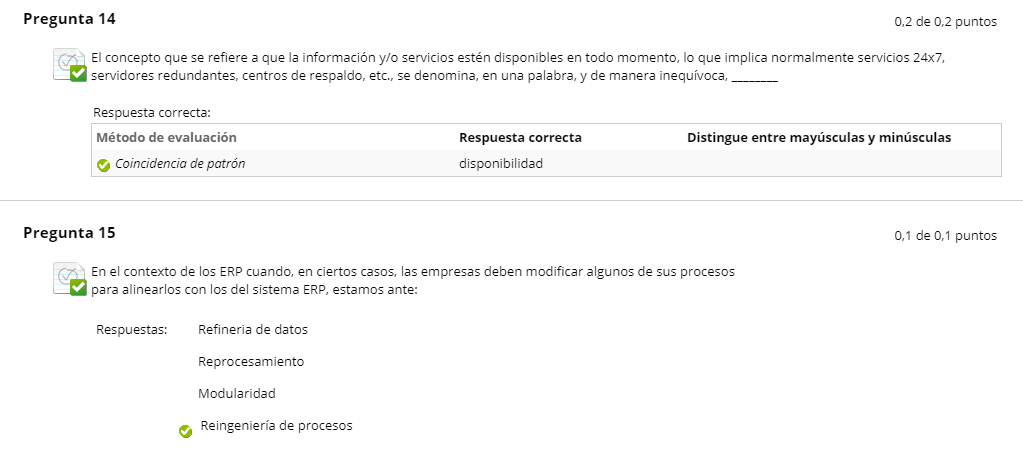 Pregunta 14
0,2 de 0,2 puntos
El concepto que se refiere a que la información y/o servicios estén disponibles en todo momento, lo que implica normalmente servicios 24x7,
servidores redundantes, centros de respaldo, etc., se denomina, en una palabra, y de manera inequívoca, ________
Respuesta correcta:
Método de evaluación Respuesta correcta Distingue entre mayúsculas y minúsculas
Coincidencia de patrón disponibilidad
Pregunta 15
0,1 de 0,1 puntos
En el contexto de los ERP cuando, en ciertos casos, las empresas deben modificar algunos de sus procesos
para alinearlos con los del sistema ERP, estamos ante:
Respuestas: Refineria de datos
Reprocesamiento
Modularidad
Reingeniería de procesos